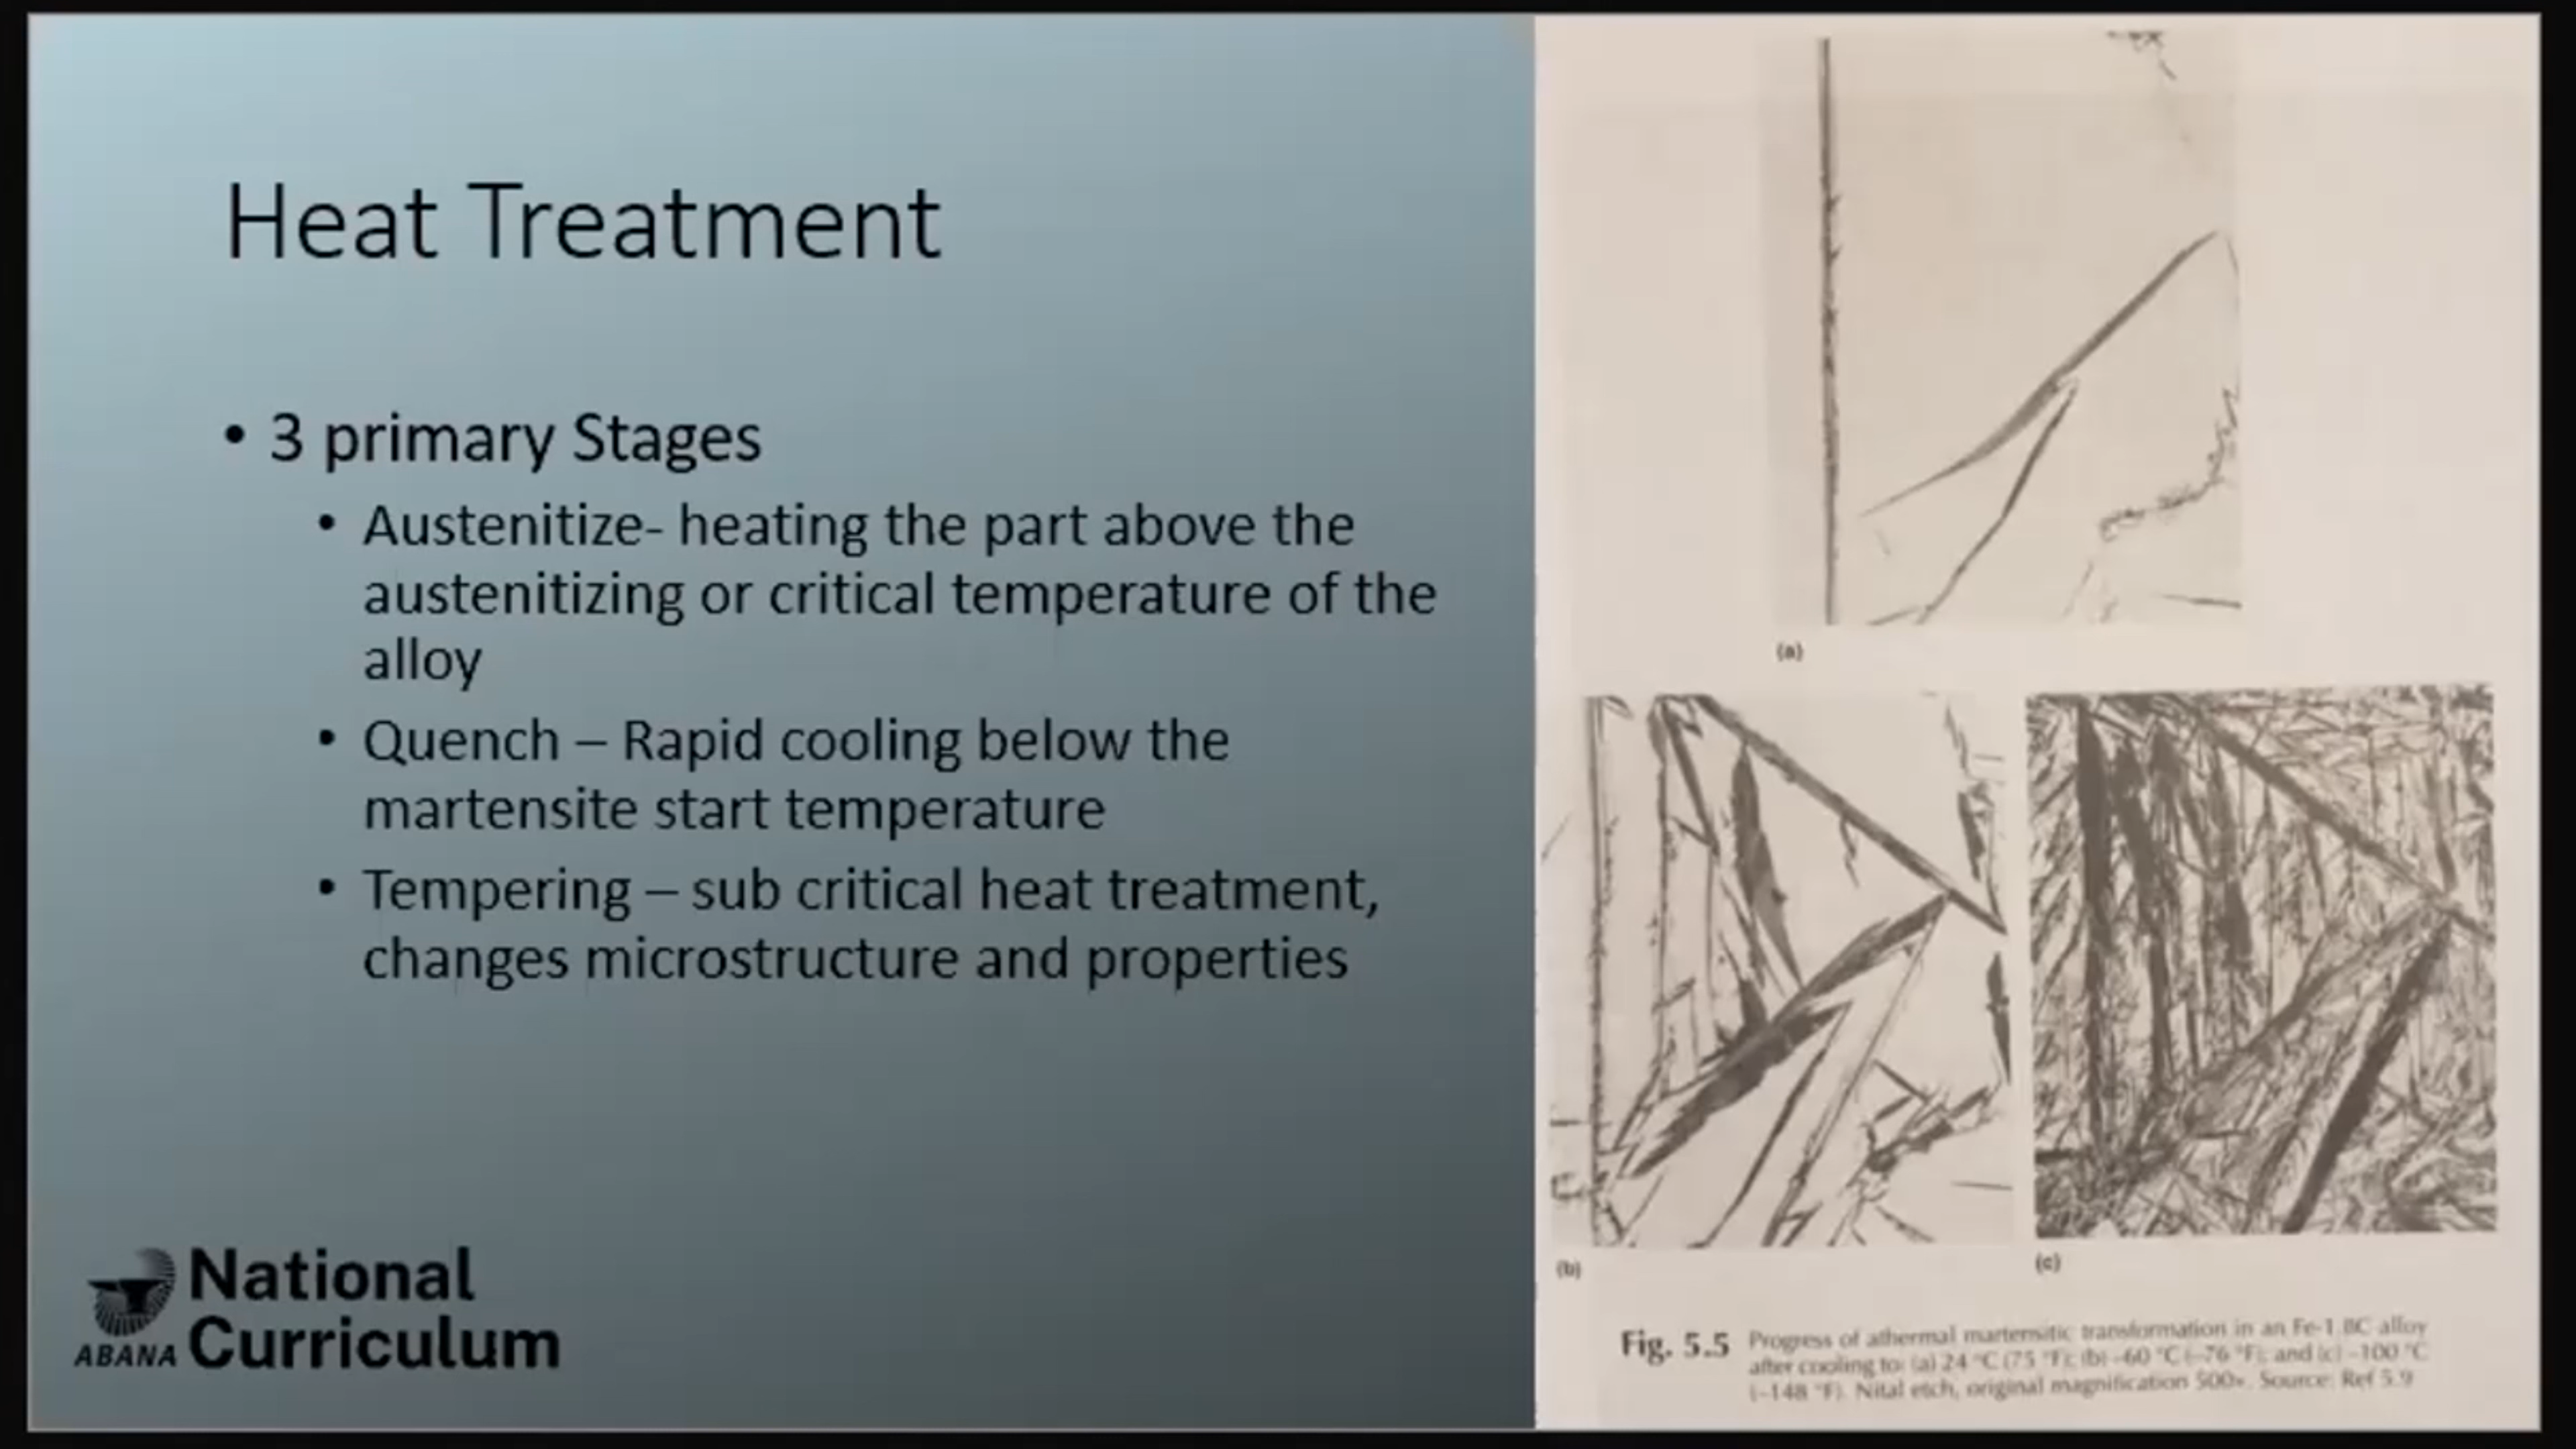 Heat Treatment
• 3 primary Stages
• Austenitize- heating the part above the
austenitizing or critical temperature of the
alloy
• Quench – Rapid cooling below the
martensite start temperature
• Tempering – sub critical heat treatment,
changes microstructure and properties
ABANA National
Curriculum
(a)
(b)
(c)
Fig. 5.5 Progress of athermal martensitic transformation in an Fe-1.8C alloy
after cooling to: (a) 24 °C (75 °F); (b) -60 °C (-76 °F); and (c) -100 °C
(-148 °F). Nital etch, original magnification 500×. Source: Ref 5.9